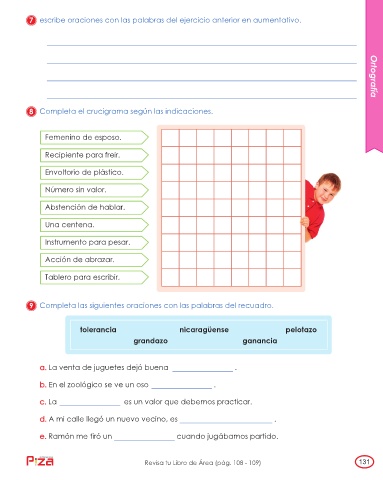 7 escribe oraciones con las palabras del ejercicio anterior en aumentativo.
Ortografía
8 Completa el crucigrama según las indicaciones.
Femenino de esposo.
Recipiente para freír.
Envoltorio de plástico.
Número sin valor.
Abstención de hablar.
Una centena.
Instrumento para pesar.
Acción de abrazar.
Tablero para escribir.
9 Completa las siguientes oraciones con las palabras del recuadro.
tolerancia nicaragüense pelotazo
grandazo ganancia
a. La venta de juguetes dejó buena ________________ .
b. En el zoológico se ve un oso ________________ .
c. La ________________ es un valor que debemos practicar.
d. A mi calle llegó un nuevo vecino, es ________________________ .
e. Ramón me tiró un ________________ cuando jugábamos partido.
Piza
Revisa tu Libro de Área (pág. 108 - 109)
131